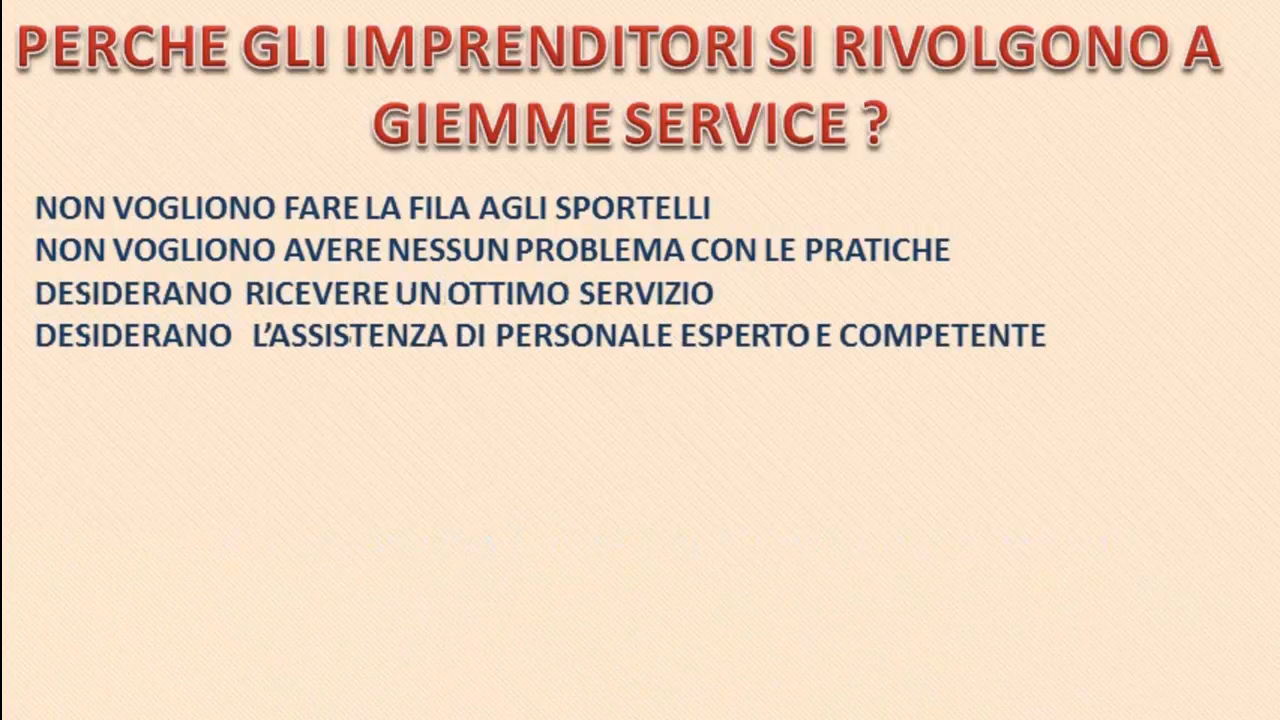 PERCHE GLI IMPRENDITORI SI RIVOLGONO A
GIEMME SERVICE ?
NON VOGLIONO FARE LA FILA AGLI SPORTELLI
NON VOGLIONO AVERE NESSUN PROBLEMA CON LE PRATICHE
DESIDERANO RICEVERE UN OTTIMO SERVIZIO
DESIDERANO L’ASSISTENZA DI PERSONALE ESPERTO E COMPETENTE